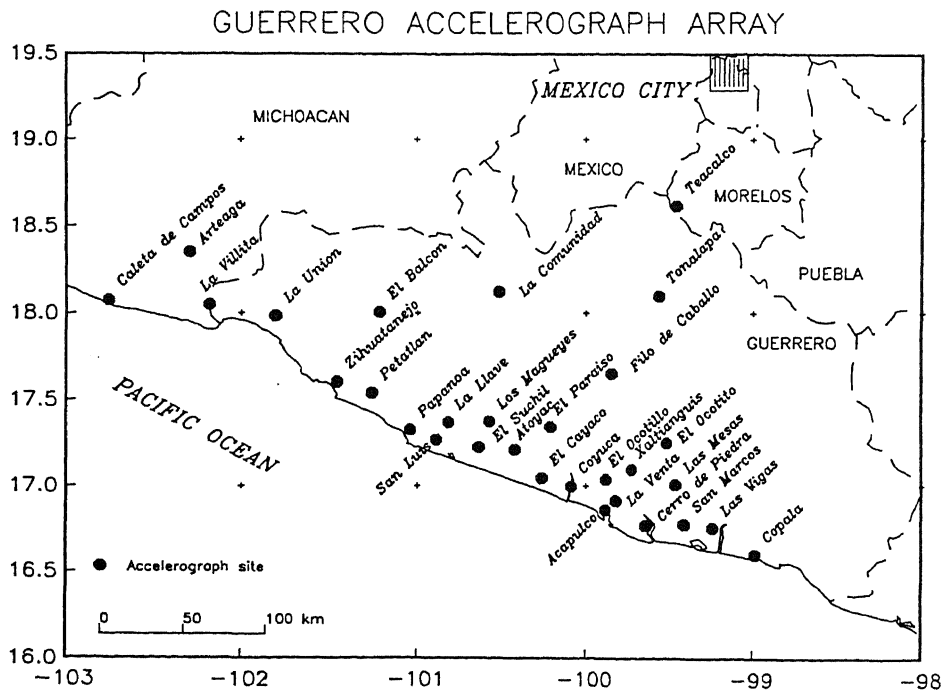 GUERRERO ACCELEROGRAPH ARRAY
19.5
19.0
18.5
18.0
17.5
17.0
16.5
16.0
-103
-102
-101
-100
-99
-98
MICHOACAN
MEXICO CITY
MEXICO
MORELOS
PUEBLA
GUERRERO
PACIFIC OCEAN
Caleta de Campos
Arteaga
La Villita
La Union
El Balcon
Zihuatanejo
Petatlan
La Comunidad
Teacalco
Tonalapa
Filo de Caballo
Papanoa
La Llave
San Luis
Los Magueyes
El Suchil
Atoyac
El Paraiso
El Cayaco
Coyuca
El Ocotillo
Xaltianguis
El Ocotito
Acapulco
La Venta
Las Mesas
Cerro de Piedra
San Marcos
Las Vigas
Copala
Accelerograph site
0 50 100 km